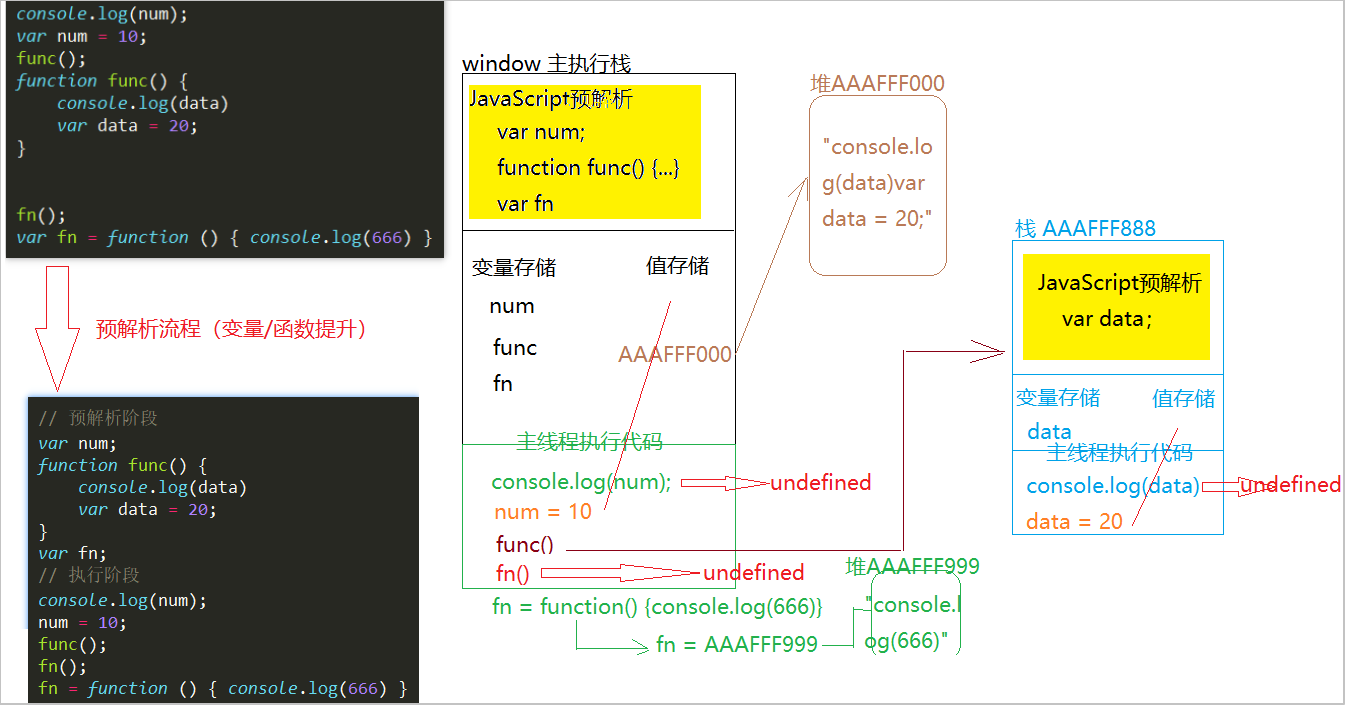 console.log(num);
var num = 10;
func();
function func() {
console.log(data)
var data = 20;
}
fn();
var fn = function () { console.log(666) }
预解析流程（变量/函数提升）
// 预解析阶段
var num;
function func() {
console.log(data)
var data = 20;
}
var fn;
// 执行阶段
console.log(num);
num = 10;
func();
fn();
fn = function () { console.log(666) }
window 主执行栈
JavaScript预解析
var num;
function func() {...}
var fn
变量存储 值存储
num
func AAAFFF000
fn
主线程执行代码
console.log(num); undefined
num = 10
func()
fn() undefined
fn = function() {console.log(666)}
fn = AAAFFF999
堆AAAFFF000
"console.lo
g(data)var
data = 20;"
堆AAAFFF999
"console.l
og(666)"
栈 AAAFFF888
JavaScript预解析
var data;
变量存储 值存储
data
主线程执行代码
console.log(data) undefined
data = 20